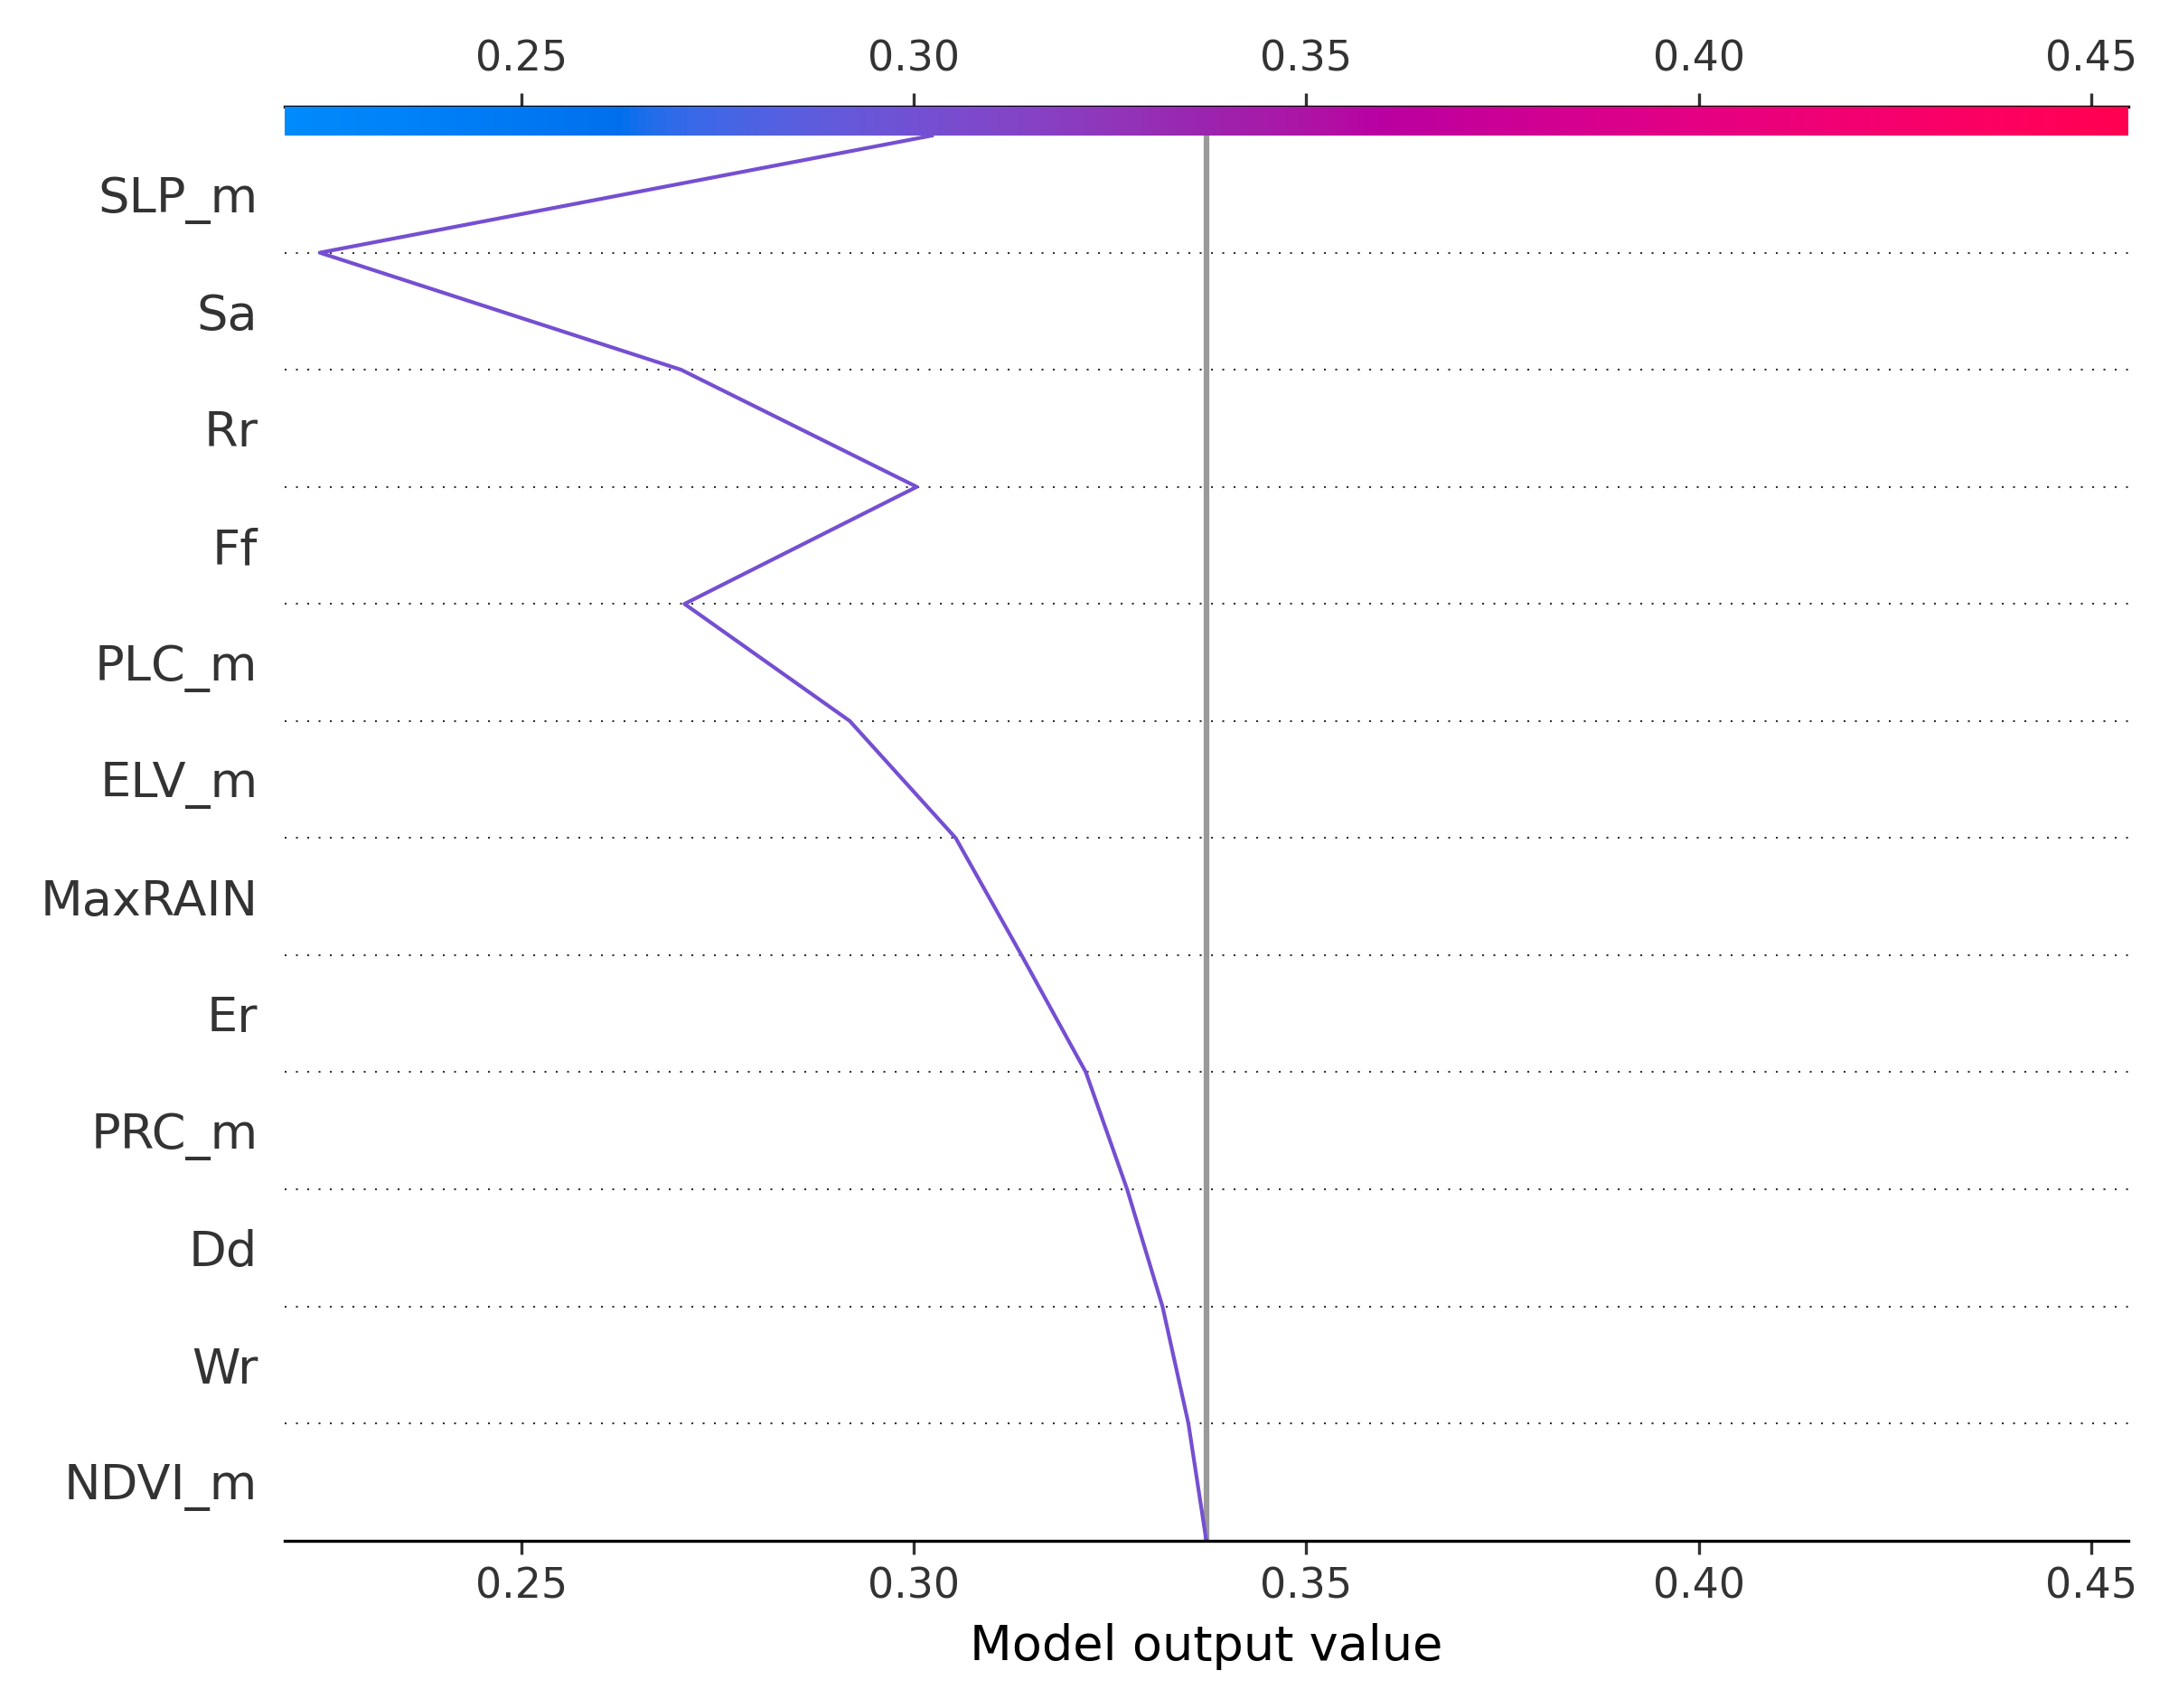 0.25 0.30 0.35 0.40 0.45
SLP_m
Sa
Rr
Ff
PLC_m
ELV_m
MaxRAIN
Er
PRC_m
Dd
Wr
NDVI_m
0.25 0.30 0.35 0.40 0.45
Model output value